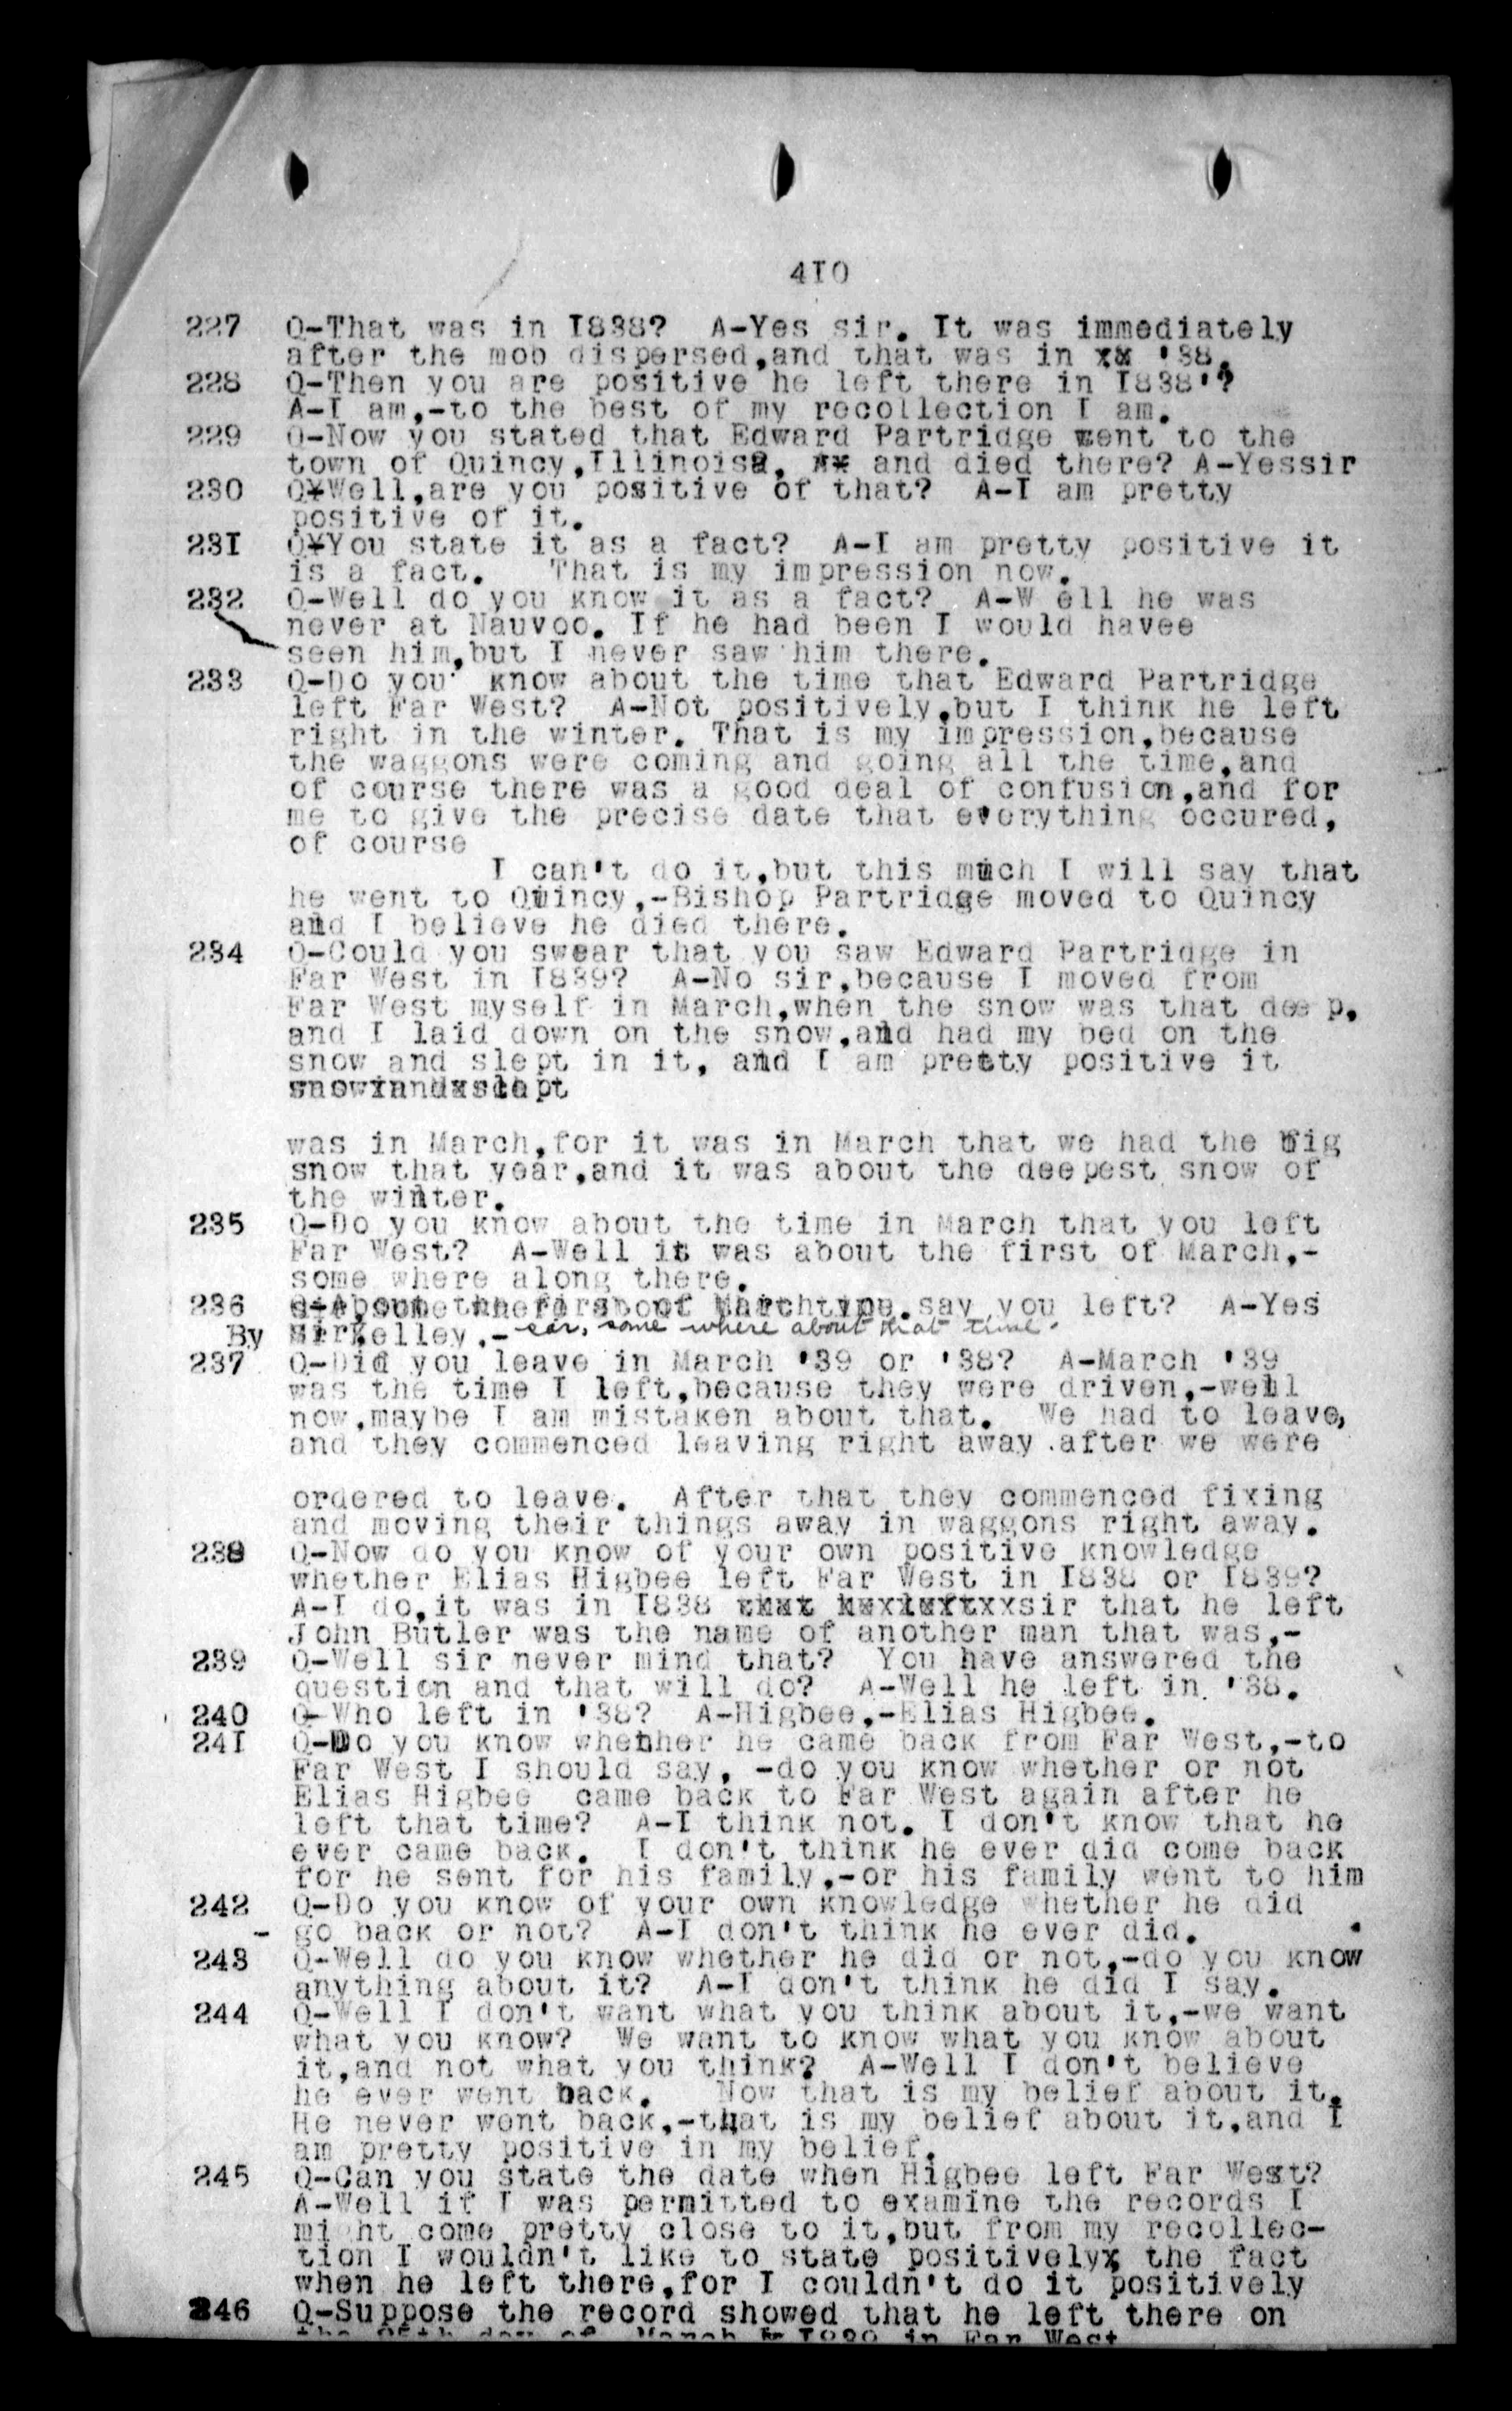 410
227 Q-That was in I838? A-Yes sir. It was immediately
after the mob dispersed,and that was in xx '38.
228 Q-Then you are positive he left there in I838'?
A-I am,-to the best of my recollection I am.
229 Q-Now you stated that Edward Partridge went to the
town of Quincy,Illinois, xx and died there? A-Yessir
230 Q¥Well,are you positive of that? A-I am pretty
positive of it.
23I Q¥You state it as a fact? A-I am pretty positive it
is a fact. That is my impression now.
232 Q-Well do you know it as a fact? A-W ell he was
never at Nauvoo. If he had been I would havee
seen him,but I never saw him there.
233 Q-Do you know about the time that Edward Partridge
left Far West? A-Not positively,but I think he left
right in the winter. That is my impression,because
the waggons were coming and going all the time,and
of course there was a good deal of confusion,and for
me to give the precise date that everything occured,
of course
I can't do it,but this much I will say that
he went to Quincy,-Bishop Partridge moved to Quincy
and I believe he died there.
234 Q-Could you swear that you saw Edward Partridge in
Far West in I839? A-No sir,because I moved from
Far West myself in March,when the snow was that dee p,
and I laid down on the snow,and had my bed on the
snow and slept in it, and I am pretty positive it
was in March,for it was in March that we had the big
snow that year,and it was about the deepest snow of
the winter.
235 Q-Do you know about the time in March that you left
Far West? A-Well it was about the first of March,-
some where along there.
236 Q-About the first of March you say you left? A-Yes
By Mr Kelley.- sir, some where about that time.
237 Q-Did you leave in March '39 or '38? A-March '39
was the time I left,because they were driven,-well
now,maybe I am mistaken about that. We had to leave,
and they commenced leaving right away after we were
ordered to leave. After that they commenced fixing
and moving their things away in waggons right away.
238 Q-Now do you know of your own positive knowledge
whether Elias Higbee left Far West in I838 or I839?
A-I do,it was in I838 xxsir that he left
John Butler was the name of another man that was,-
239 Q-Well sir never mind that? You have answered the
question and that will do? A-Well he left in '38.
240 Q-Who left in '38? A-Higbee,-Elias Higbee.
24I Q-Do you know whether he came back from Far West,-to
Far West I should say, -do you know whether or not
Elias Higbee came back to Far West again after he
left that time? A-I think not. I don't know that he
ever came back. I don't think he ever did come back
for he sent for his family,-or his family went to him
242 Q-Do you know of your own knowledge whether he did
go back or not? A-I don't think he ever did.
243 Q-Well do you know whether he did or not,-do you know
anything about it? A-I don't think he did I say.
244 Q-Well I don't want what you think about it,-we want
what you know? We want to know what you know about
it,and not what you think? A-Well I don't believe
he ever went back. Now that is my belief about it.
He never went back,-that is my belief about it,and I
am pretty positive in my belief.
245 Q-Can you state the date when Higbee left Far West?
A-Well if I was permitted to examine the records I
might come pretty close to it,but from my recollec-
tion I wouldn't like to state positively, the fact
when he left there,for I couldn't do it positively
246 Q-Suppose the record showed that he left there on
day of March in Far West